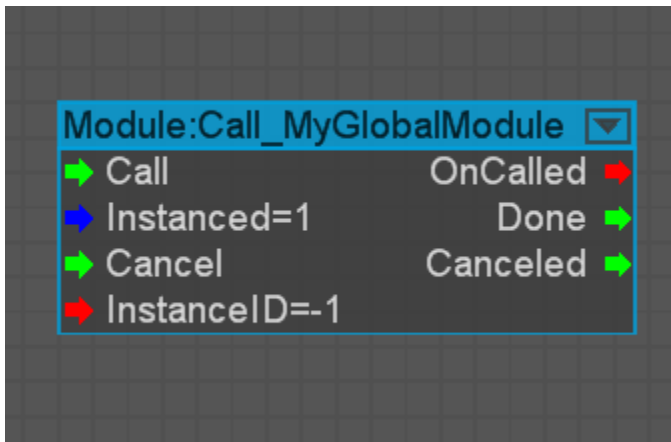 Module:Call_MyGlobalModule
Call OnCalled
Instanced=1 Done
Cancel Canceled
InstanceID=-1